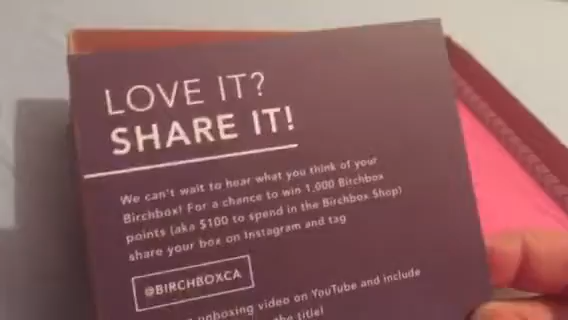 LOVE IT?
SHARE IT!
We can't wait to hear what you think of your
Birchbox! For a chance to win 1,000 Birchbox
points (aka $100 to spend in the Birchbox Shop)
share your box on Instagram and tag
@BIRCHBOXCA
unboxing video on YouTube and include
the title!